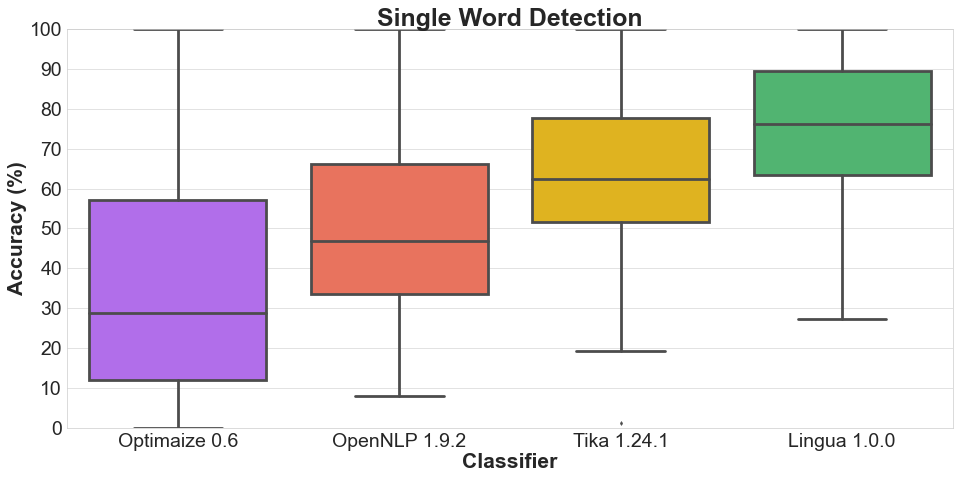 Single Word Detection
100
90
80
70
60
50
40
30
20
10
0
Accuracy (%)
Optimaize 0.6
OpenNLP 1.9.2
Tika 1.24.1
Lingua 1.0.0
Classifier